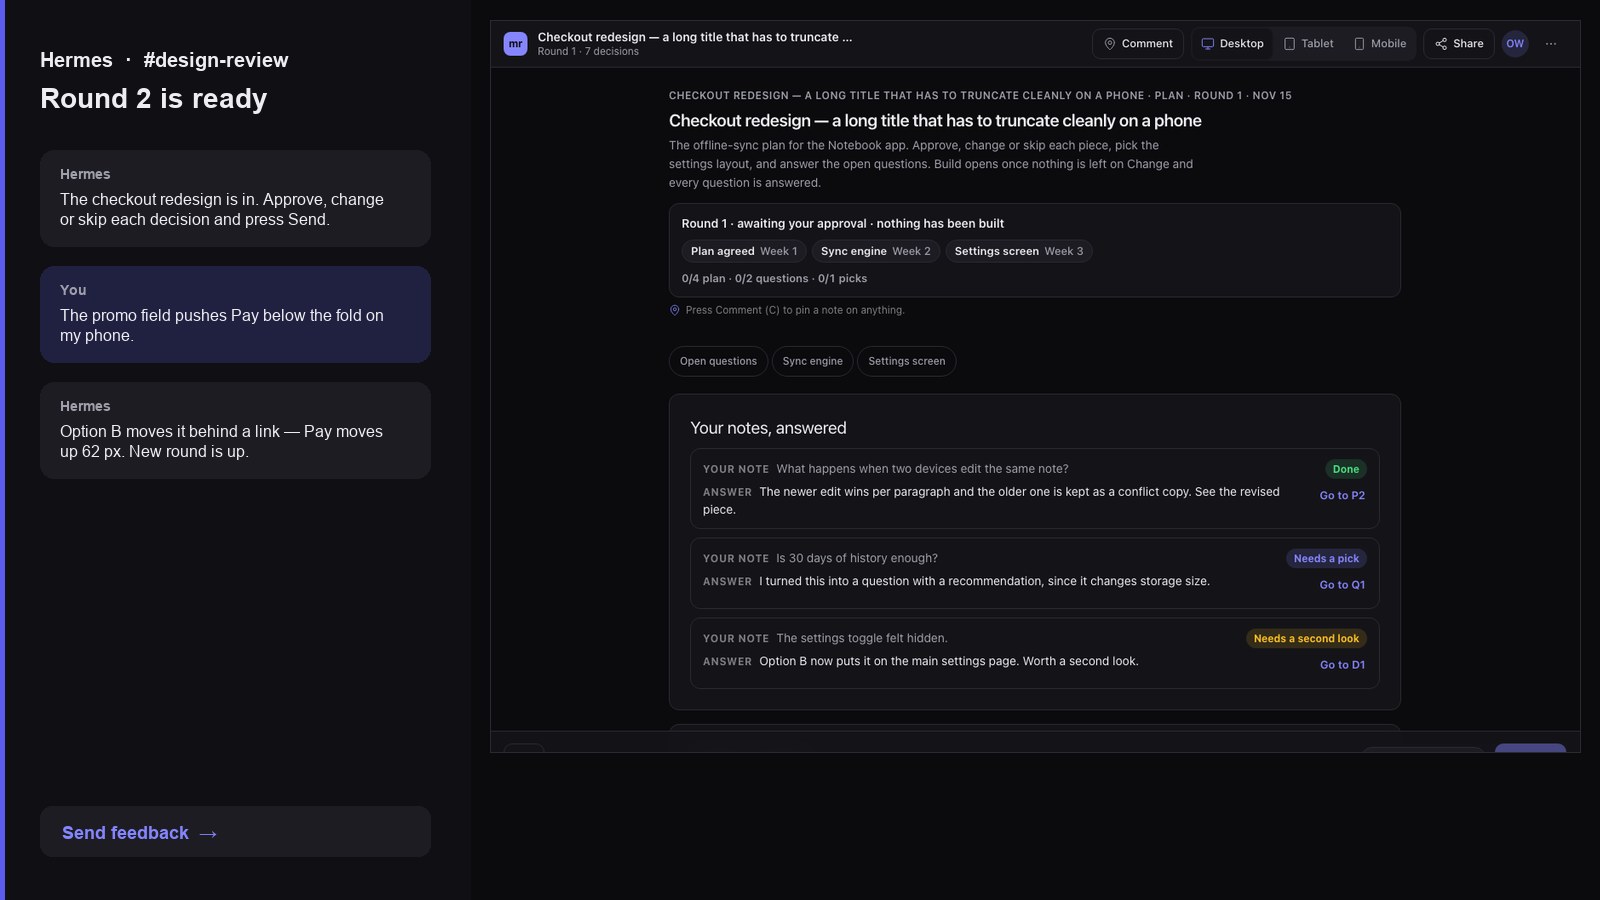 Hermes · #design-review
Round 2 is ready
Hermes
The checkout redesign is in. Approve, change
or skip each decision and press Send.
You
The promo field pushes Pay below the fold on
my phone.
Hermes
Option B moves it behind a link — Pay moves
up 62 px. New round is up.
Send feedback →
mr
Checkout redesign — a long title that has to truncate ...
Round 1 · 7 decisions
Comment
Desktop
Tablet
Mobile
Share
OW
···
CHECKOUT REDESIGN — A LONG TITLE THAT HAS TO TRUNCATE CLEANLY ON A PHONE · PLAN · ROUND 1 · NOV 15
Checkout redesign — a long title that has to truncate cleanly on a phone
The offline-sync plan for the Notebook app. Approve, change or skip each piece, pick the
settings layout, and answer the open questions. Build opens once nothing is left on Change and
every question is answered.
Round 1 · awaiting your approval · nothing has been built
Plan agreed Week 1
Sync engine Week 2
Settings screen Week 3
0/4 plan · 0/2 questions · 0/1 picks
Press Comment (C) to pin a note on anything.
Open questions
Sync engine
Settings screen
Your notes, answered
YOUR NOTE What happens when two devices edit the same note?
Done
ANSWER The newer edit wins per paragraph and the older one is kept as a conflict copy. See the revised
piece.
Go to P2
YOUR NOTE Is 30 days of history enough?
Needs a pick
ANSWER I turned this into a question with a recommendation, since it changes storage size.
Go to Q1
YOUR NOTE The settings toggle felt hidden.
Needs a second look
ANSWER Option B now puts it on the main settings page. Worth a second look.
Go to D1